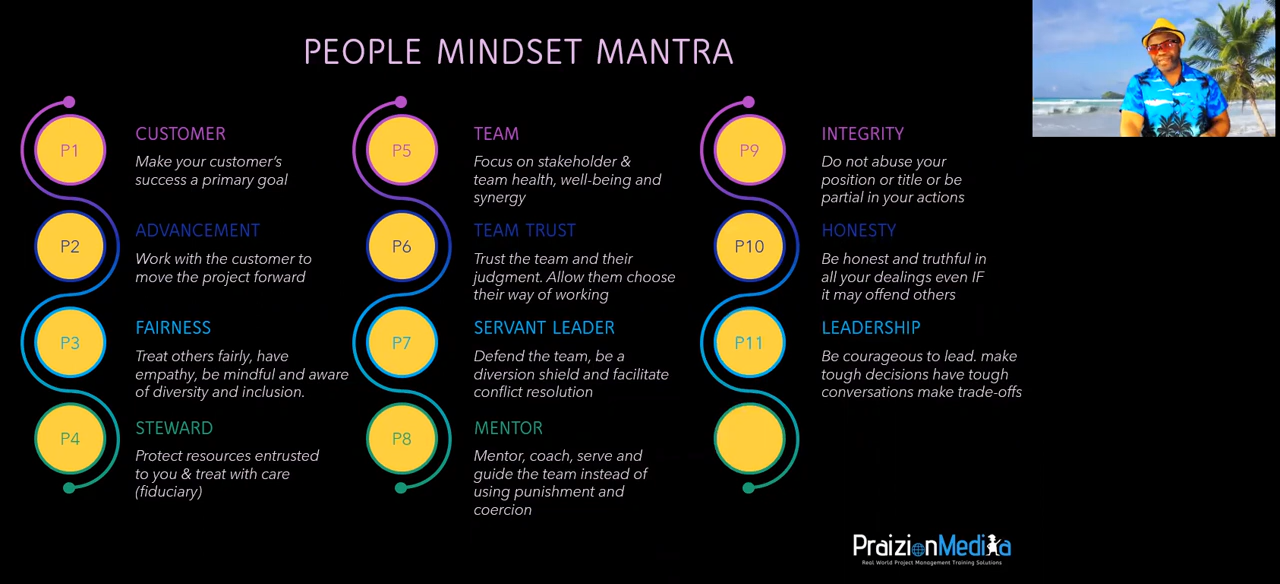 PEOPLE MINDSET MANTRA
P1
CUSTOMER
Make your customer's
success a primary goal
P2
ADVANCEMENT
Work with the customer to
move the project forward
P3
FAIRNESS
Treat others fairly, have
empathy, be mindful and aware
of diversity and inclusion.
P4
STEWARD
Protect resources entrusted
to you & treat with care
(fiduciary)
P5
TEAM
Focus on stakeholder &
team health, well-being and
synergy
P6
TEAM TRUST
Trust the team and their
judgment. Allow them choose
their way of working
P7
SERVANT LEADER
Defend the team, be a
diversion shield and facilitate
conflict resolution
P8
MENTOR
Mentor, coach, serve and
guide the team instead of
using punishment and
coercion
P9
INTEGRITY
Do not abuse your
position or title or be
partial in your actions
P10
HONESTY
Be honest and truthful in
all your dealings even IF
it may offend others
P11
LEADERSHIP
Be courageous to lead. make
tough decisions have tough
conversations make trade-offs
PraizionMedia
Real World Project Management Training Solutions